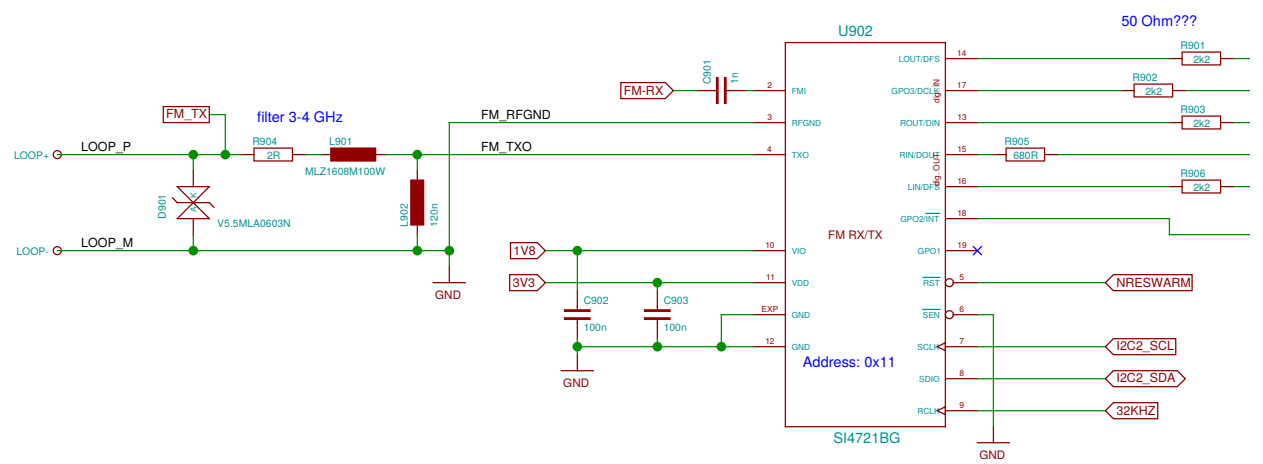 50 Ohm???
U902
R901
2k2
14
LOUT/DFS
C901
1n
FM-RX
2
FMI
GPO3/DCLK
dig. IN
17
R902
2k2
FM_TX
filter 3-4 GHz
FM_RFGND
3
RFGND
ROUT/DIN
13
R903
2k2
LOOP+
LOOP_P
R904
2R
L901
MLZ1608M100W
FM_TXO
4
TXO
RIN/DOUT
dig. OUT
15
R905
680R
D901
A
K
V5.5MLA0603N
L902
120n
LIN/DFS
16
R906
2k2
GPO2/INT
18
FM RX/TX
LOOP-
LOOP_M
GND
1V8
10
VIO
GPO1
19
3V3
11
VDD
RST
5
NRESWARM
C902
100n
C903
100n
EXP
GND
SEN
6
12
GND
SCLK
7
I2C2_SCL
Address: 0x11
GND
SDIO
8
I2C2_SDA
RCLK
9
32KHZ
SI4721BG
GND